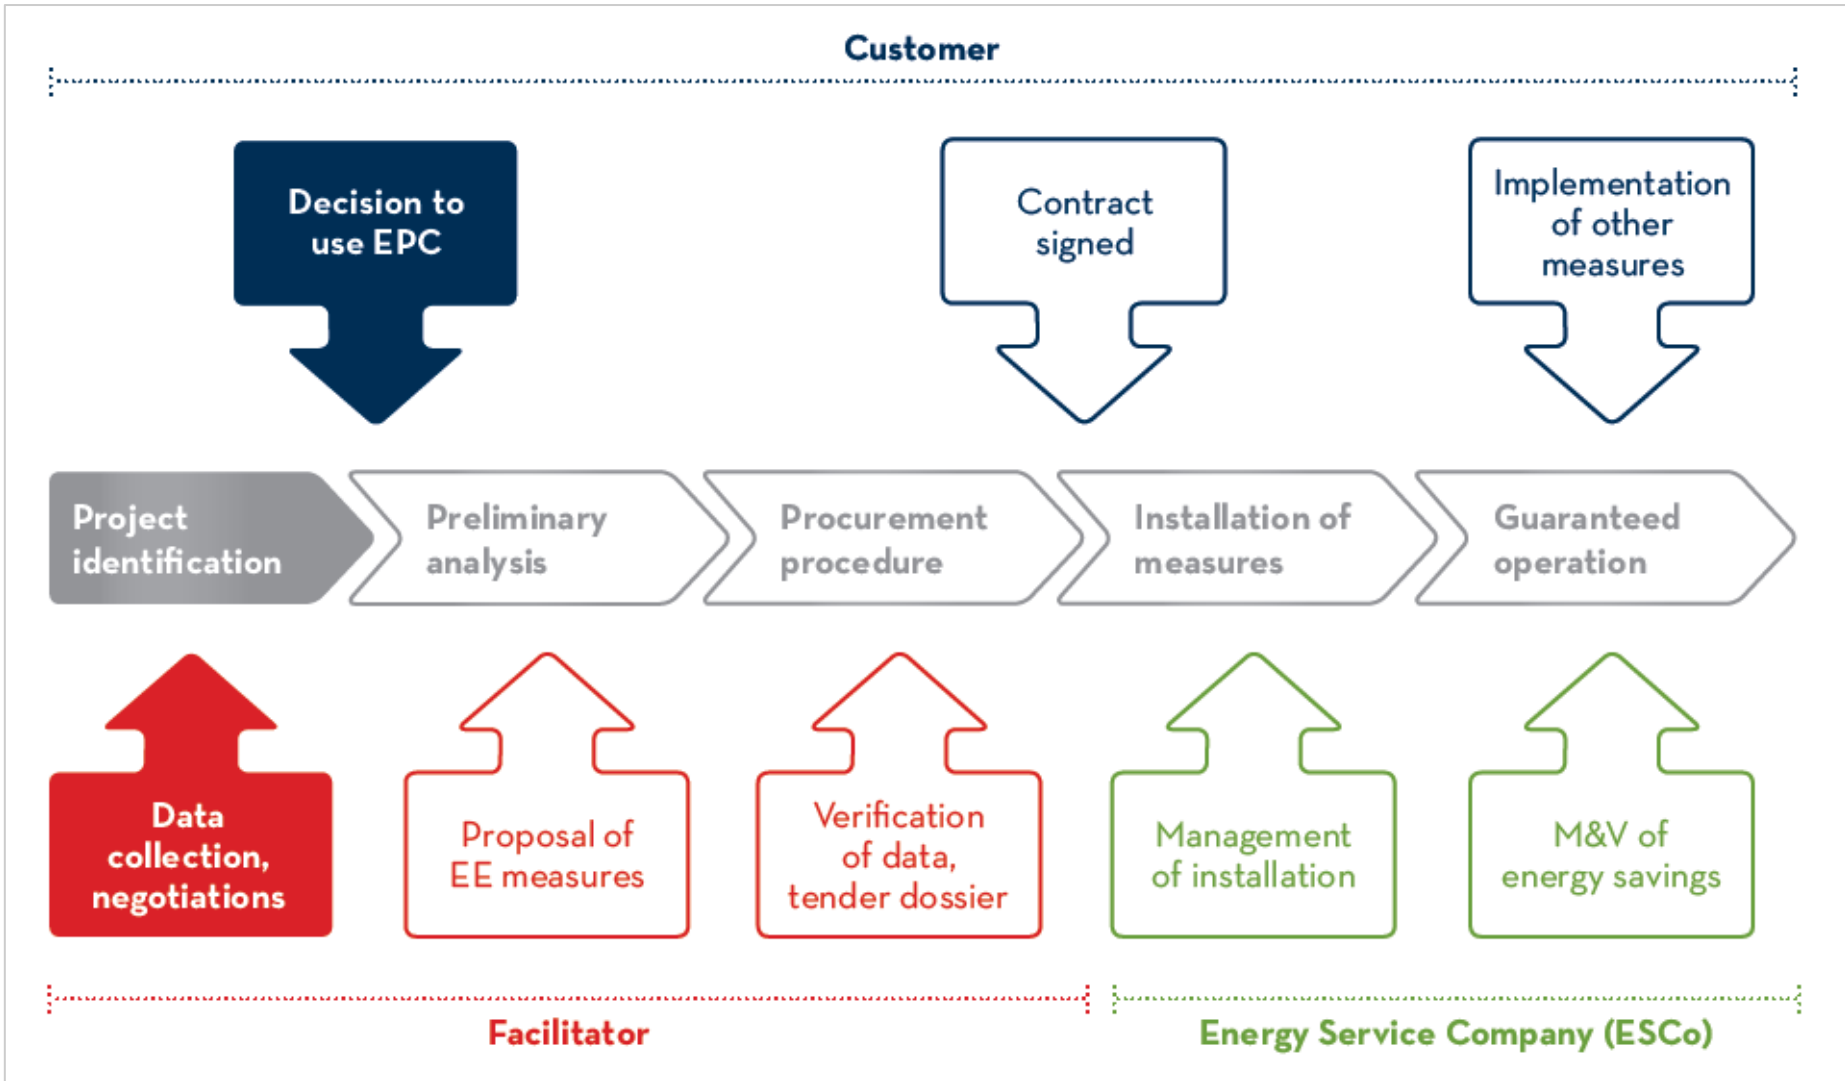 Customer
Decision to
use EPC
Contract
signed
Implementation
of other
measures
Project
identification
Preliminary
analysis
Procurement
procedure
Installation of
measures
Guaranteed
operation
Data
collection,
negotiations
Proposal of
EE measures
Verification
of data,
tender dossier
Management
of installation
M&V of
energy savings
Facilitator
Energy Service Company (ESCo)